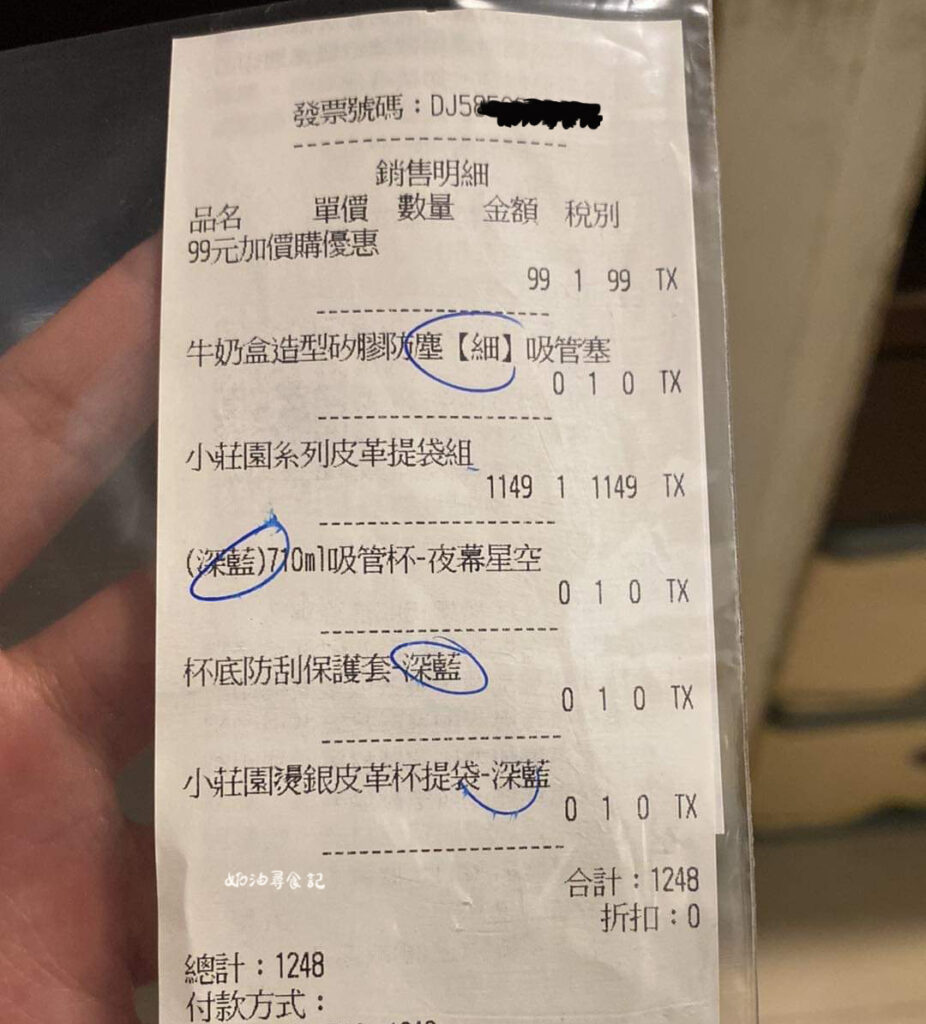 發票號碼：DJ58
銷售明細
品名 單價 數量 金額 稅別
99元加價購優惠
99 1 99 TX
牛奶盒造型矽膠防塵【細】吸管塞
0 1 0 TX
小莊園系列皮革提袋組
1149 1 1149 TX
(深藍)710ml吸管杯-夜幕星空
0 1 0 TX
杯底防刮保護套-深藍
0 1 0 TX
小莊園燙銀皮革杯提袋-深藍
0 1 0 TX
奶油尋食記
合計：1248
折扣：0
總計：1248
付款方式：